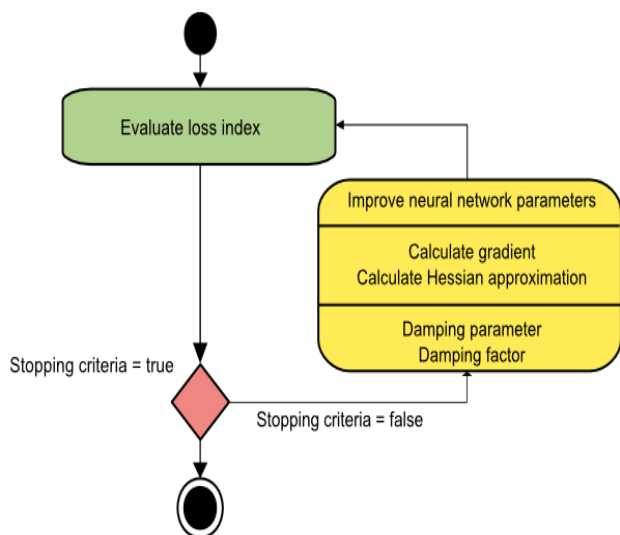 Evaluate loss index
Improve neural network parameters
Calculate gradient
Calculate Hessian approximation
Damping parameter
Damping factor
Stopping criteria = true
Stopping criteria = false